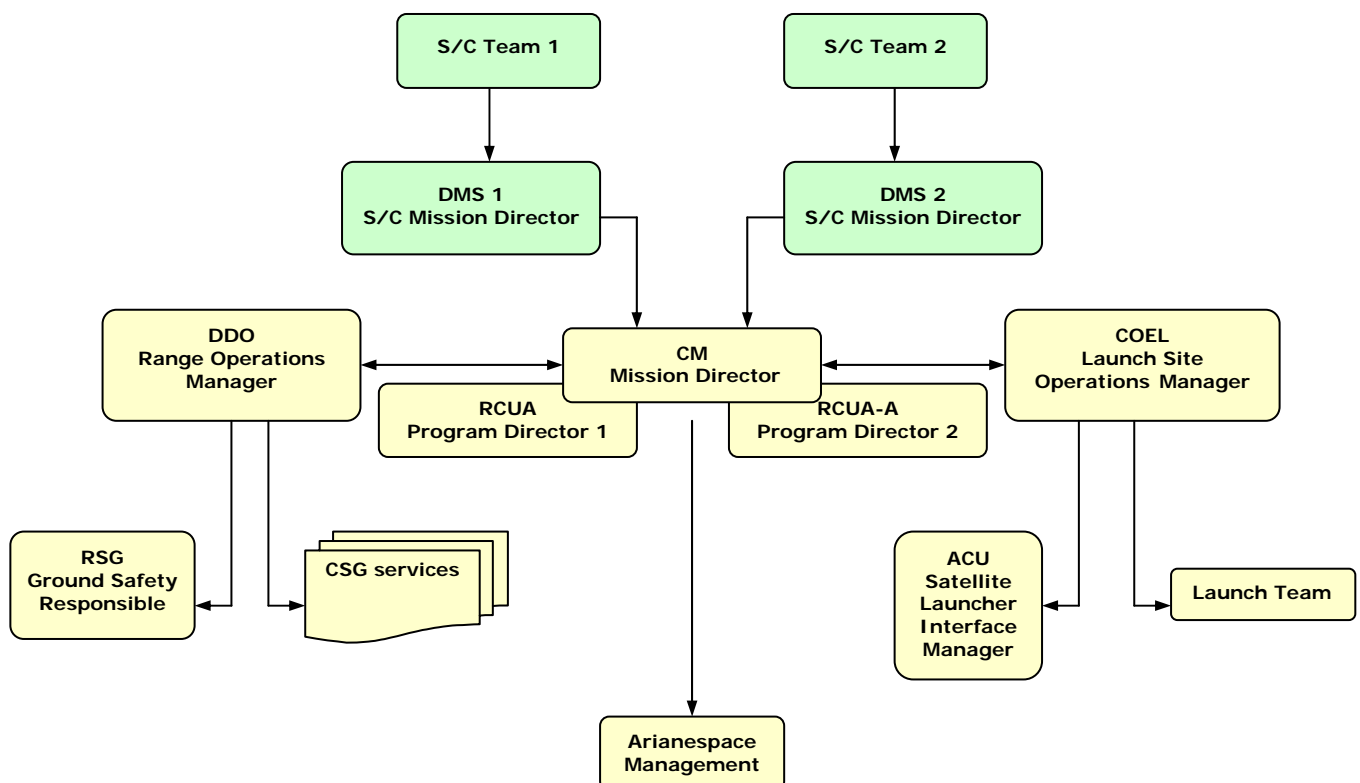 S/C Team 1
S/C Team 2
DMS 1
S/C Mission Director
DMS 2
S/C Mission Director
DDO
Range Operations
Manager
CM
Mission Director
COEL
Launch Site
Operations Manager
RCUA
Program Director 1
RCUA-A
Program Director 2
RSG
Ground Safety
Responsible
CSG services
ACU
Satellite
Launcher
Interface
Manager
Launch Team
Arianespace
Management